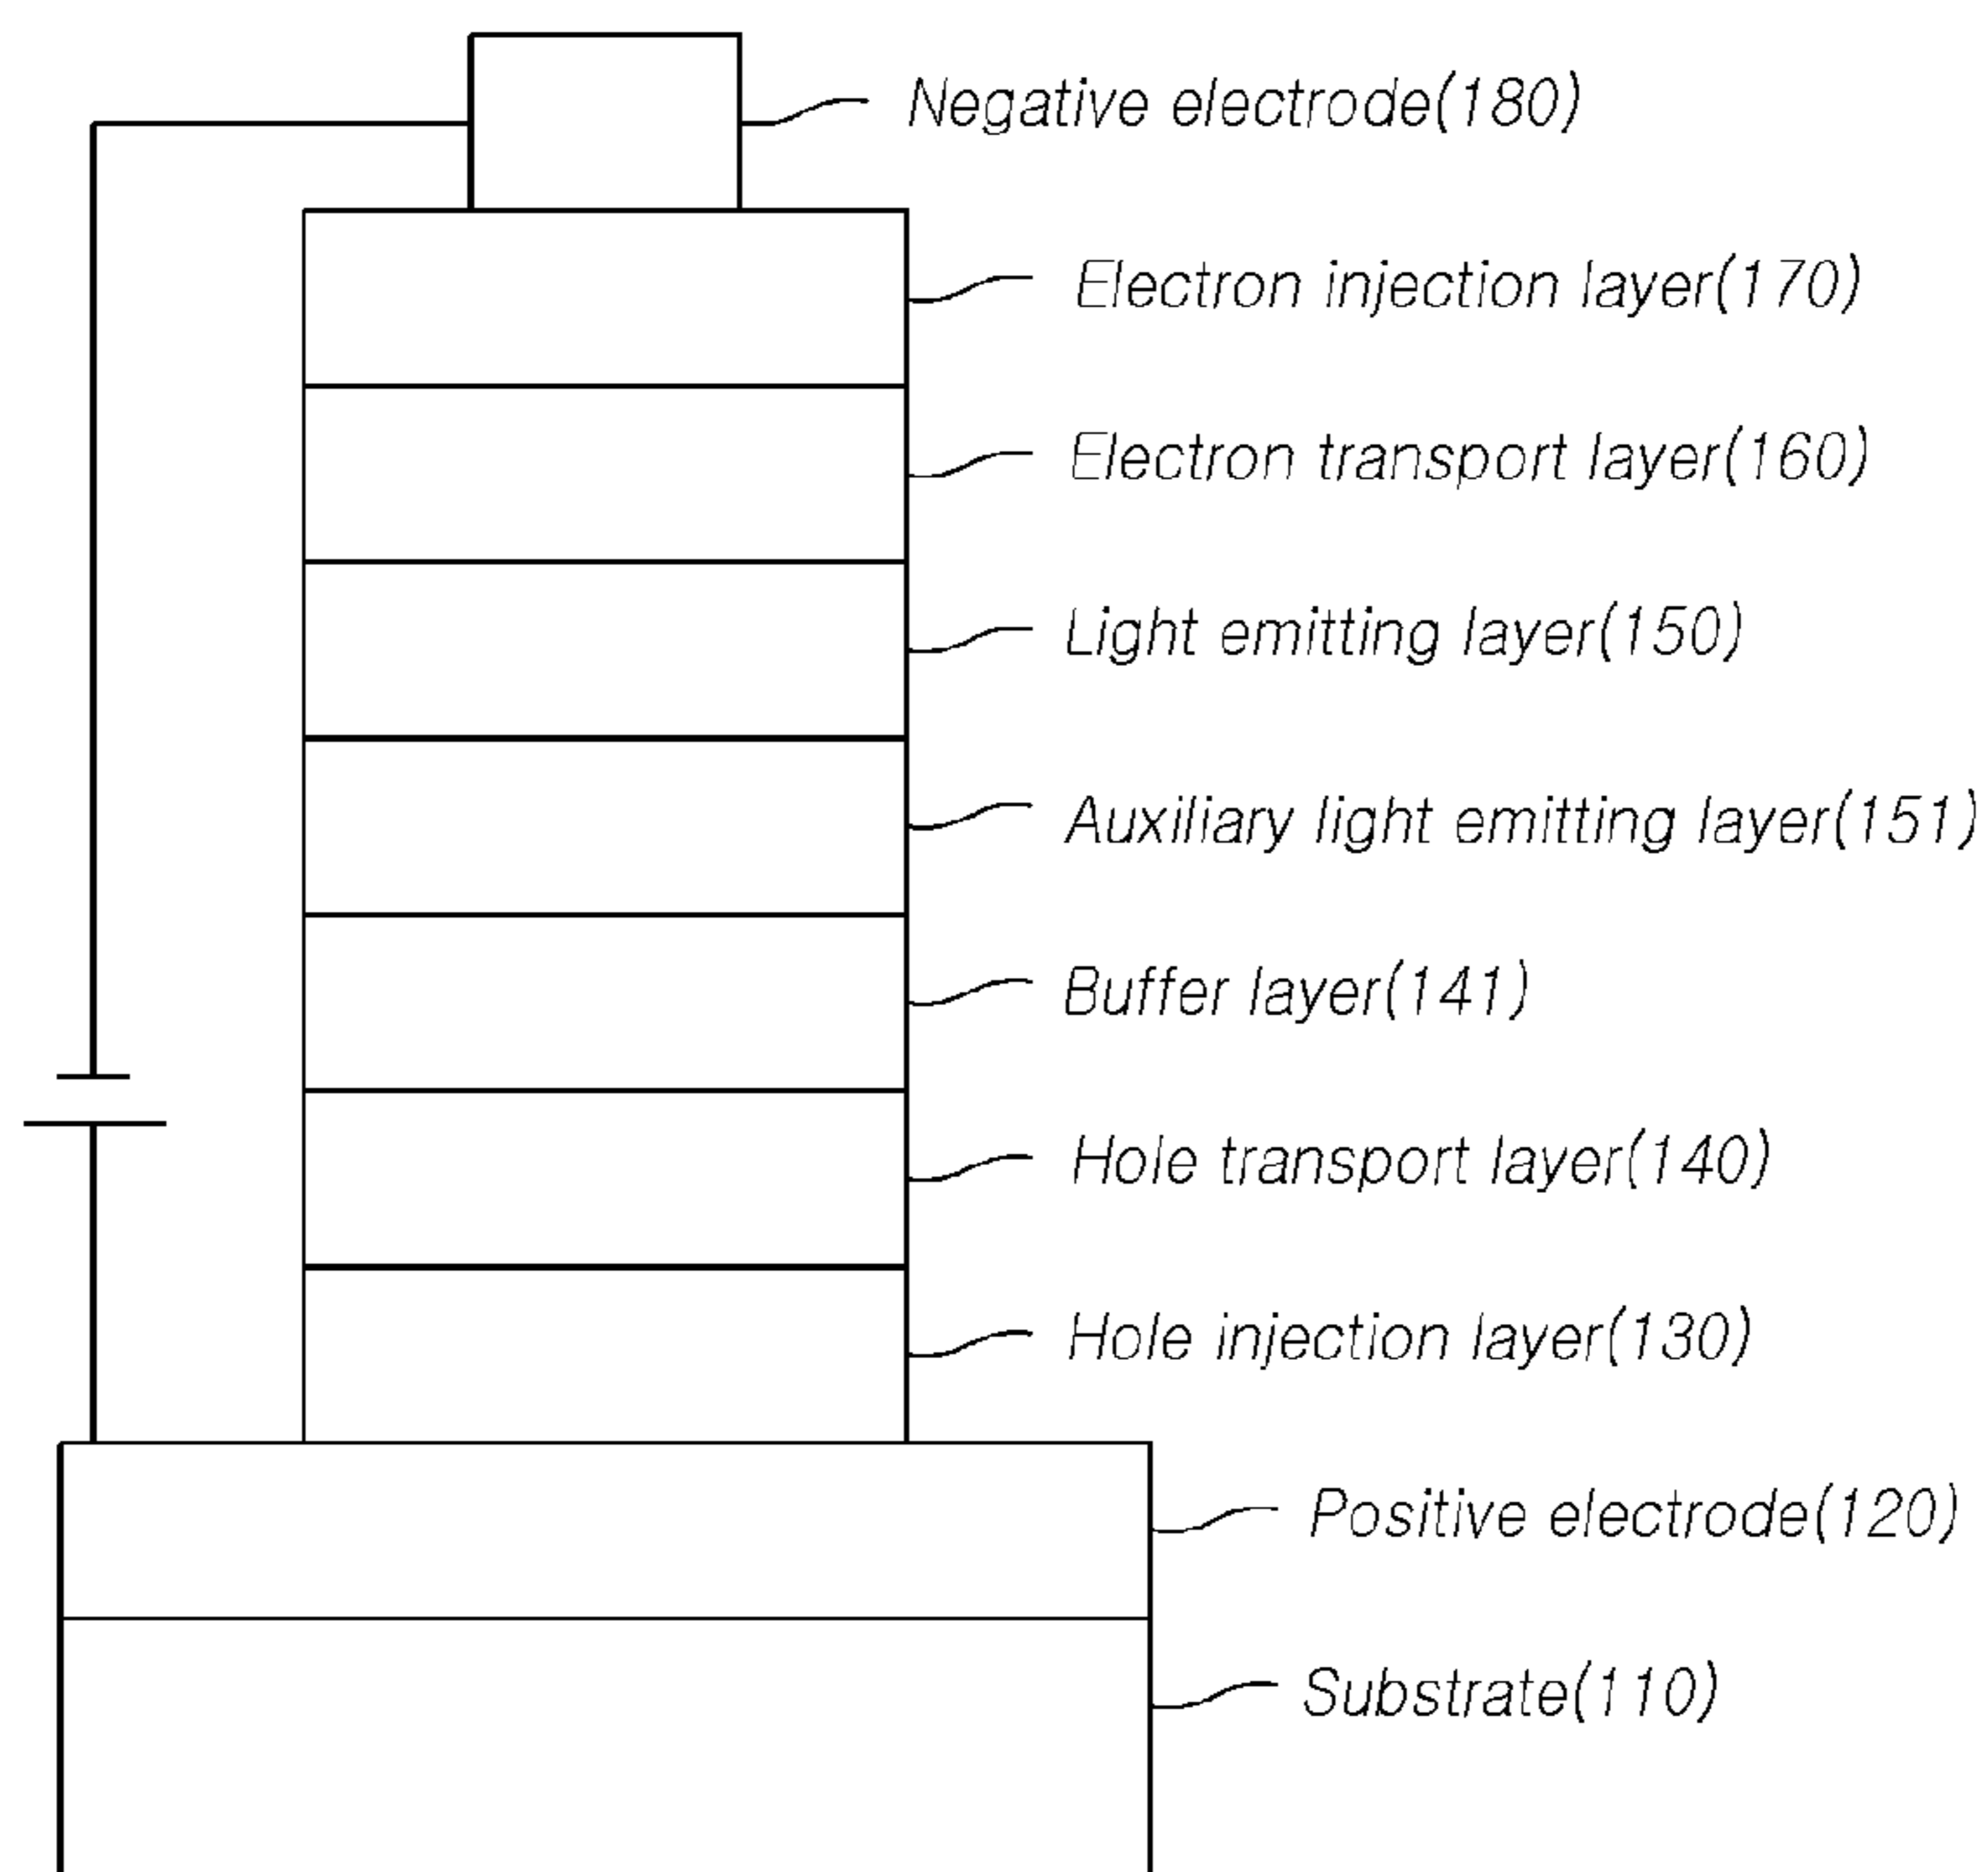 Negative electrode(180)
Electron injection layer(170)
Electron transport layer(160)
Light emitting layer(150)
Auxiliary light emitting layer(151)
Buffer layer(141)
Hole transport layer(140)
Hole injection layer(130)
Positive electrode(120)
Substrate(110)